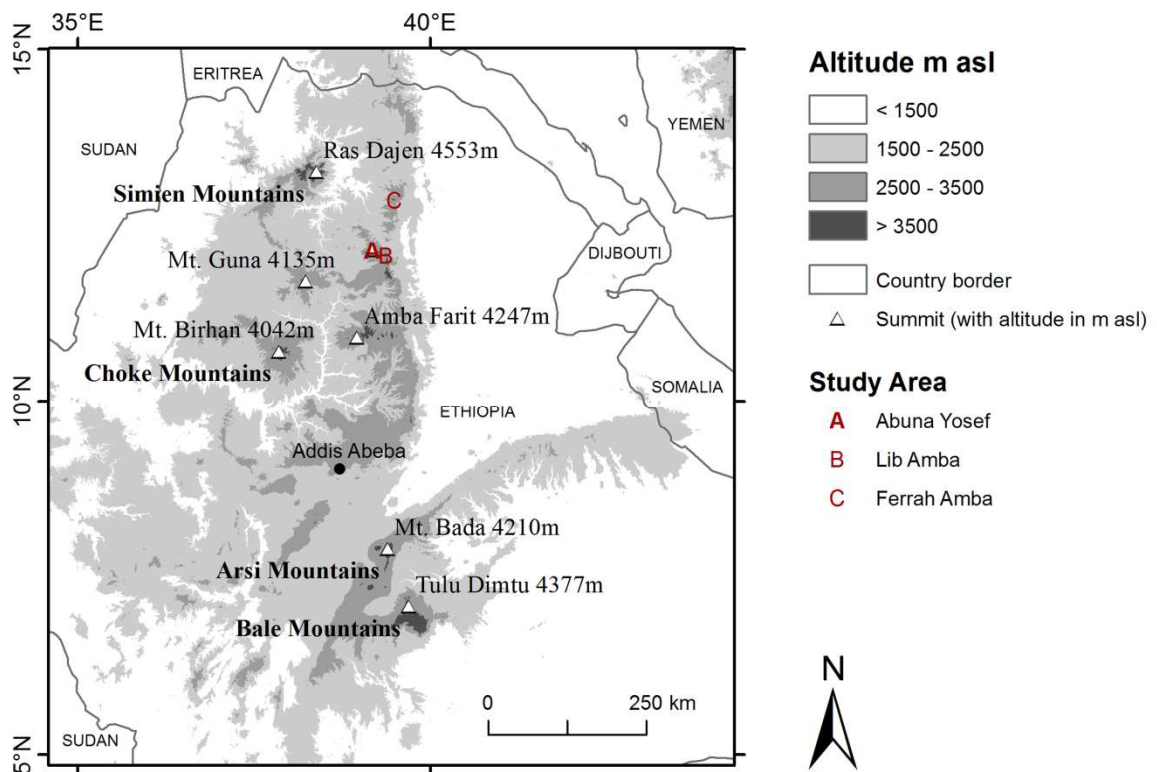 35°E
40°E
15°N
10°N
5°N
ERITREA
SUDAN
YEMEN
Ras Dajen 4553m
Simien Mountains
C
A
B
DIJBOUTI
Mt. Guna 4135m
Mt. Birhan 4042m
Amba Farit 4247m
Choke Mountains
SOMALIA
ETHIOPIA
Addis Abeba
Mt. Bada 4210m
Arsi Mountains
Tulu Dimtu 4377m
Bale Mountains
0 250 km
SUDAN
Altitude m asl
< 1500
1500 - 2500
2500 - 3500
> 3500
Country border
Summit (with altitude in m asl)
Study Area
A Abuna Yosef
B Lib Amba
C Ferrah Amba
N